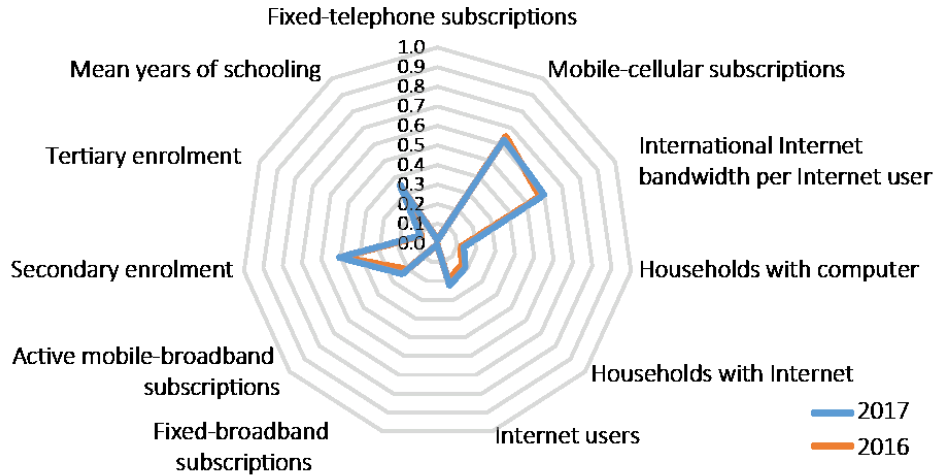 Fixed-telephone subscriptions
1.0
0.9
0.8
0.7
0.6
0.5
0.4
0.3
0.2
0.1
0.0
Mobile-cellular subscriptions
International Internet
bandwidth per Internet user
Households with computer
Households with Internet
Internet users
Fixed-broadband
subscriptions
Active mobile-broadband
subscriptions
Secondary enrolment
Tertiary enrolment
Mean years of schooling
2017
2016